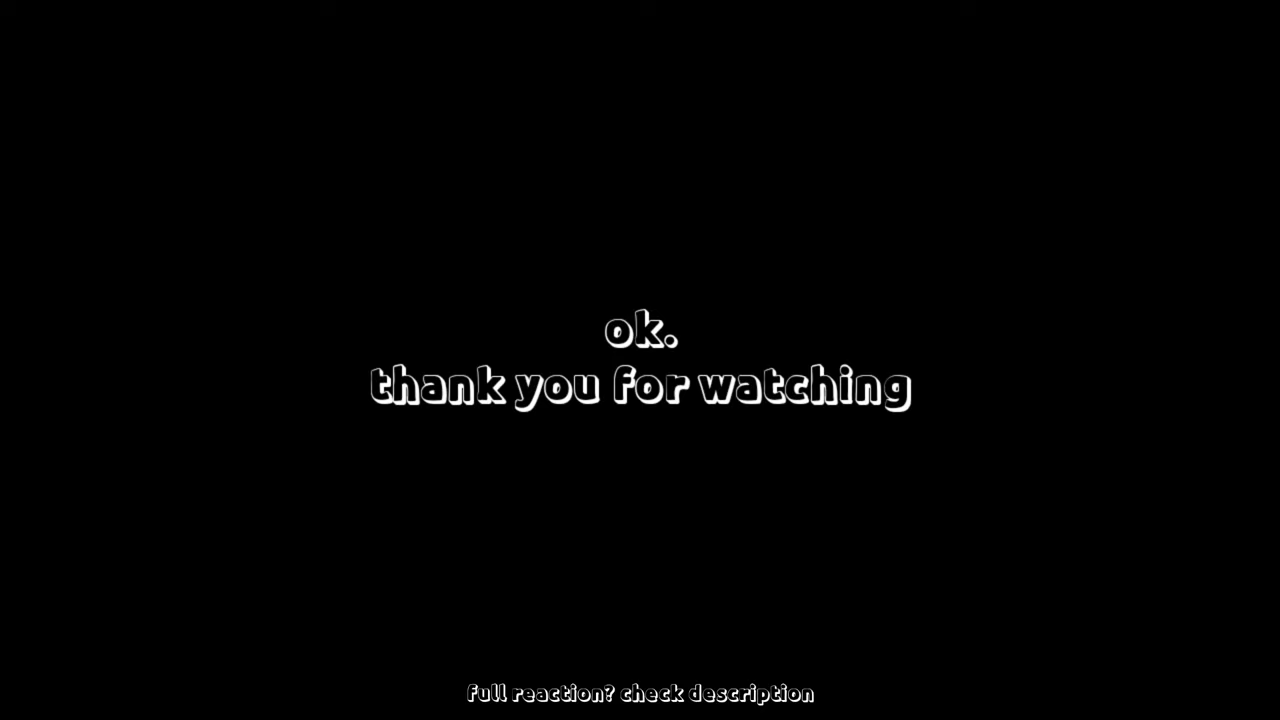 ok.
thank you for watching
full reaction? check description